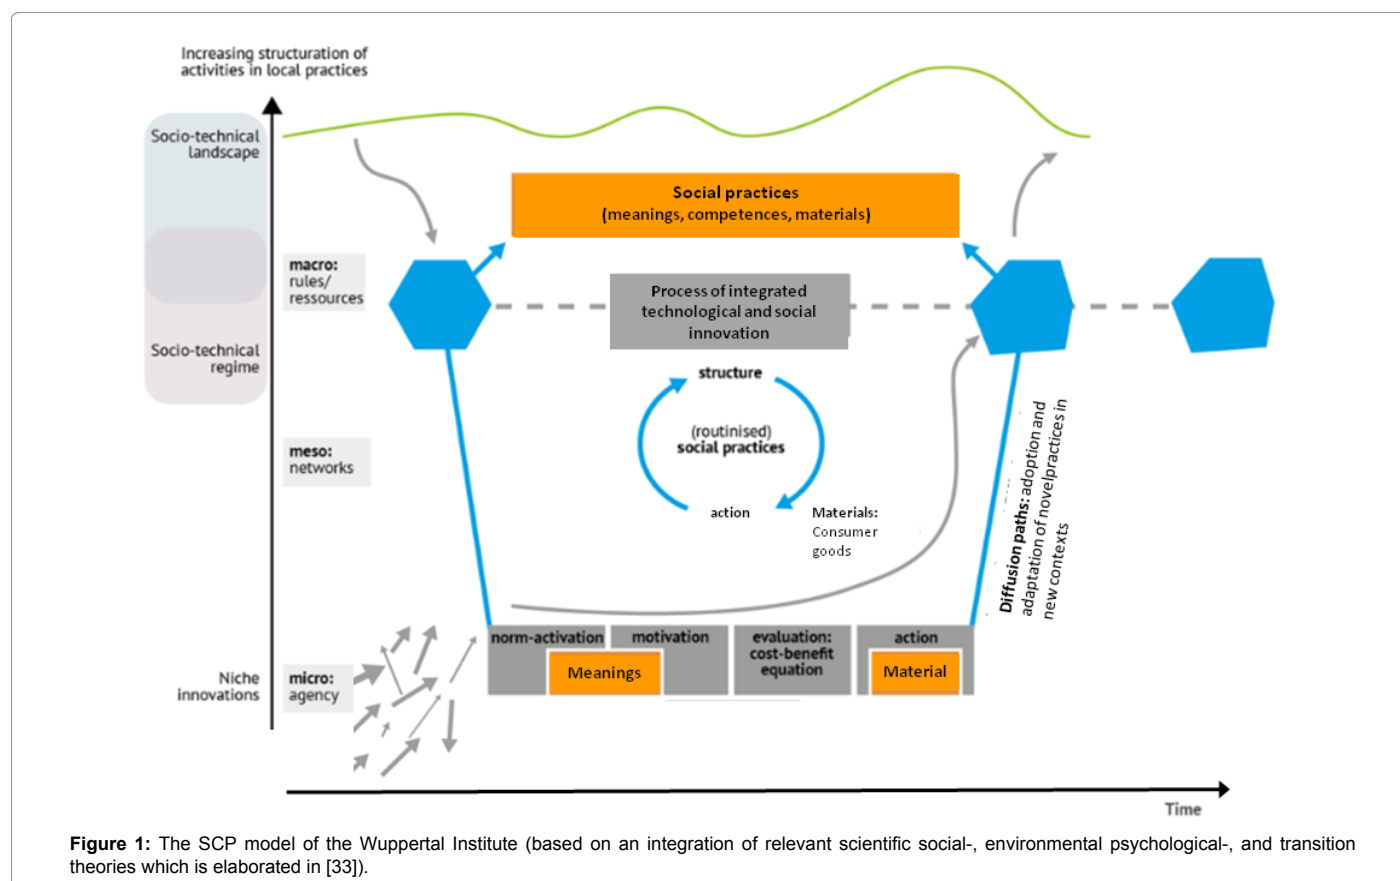 Increasing structuration of
activities in local practices
Socio-technical
landscape
Social practices
(meanings, competences, materials)
macro:
rules/
ressources
Process of integrated
technological and social
innovation
Socio-technical
regime
structure
(routinised)
social practices
meso:
networks
action
Materials:
Consumer
goods
Diffusion paths: adoption and
adaptation of novelpractices in
new contexts
norm-activation
motivation
evaluation:
cost-benefit
equation
action
Meanings
Material
Niche
innovations
micro:
agency
Time
Figure 1: The SCP model of the Wuppertal Institute (based on an integration of relevant scientific social-, environmental psychological-, and transition
theories which is elaborated in [33]).